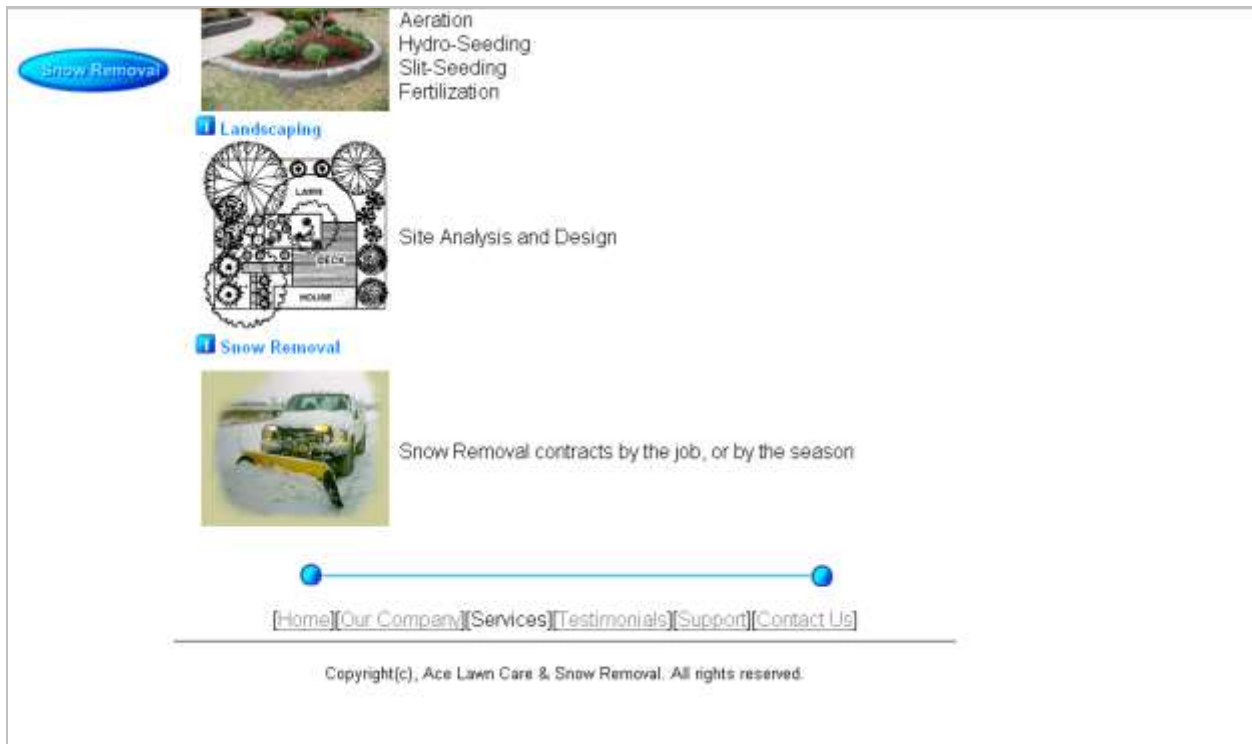 Snow Removal
Aeration
Hydro-Seeding
Slit-Seeding
Fertilization
Landscaping
LAWN
DECK
HOUSE
Site Analysis and Design
Snow Removal
Snow Removal contracts by the job, or by the season
[Home][Our Company][Services][Testimonials][Support][Contact Us]
Copyright(c), Ace Lawn Care & Snow Removal. All rights reserved.